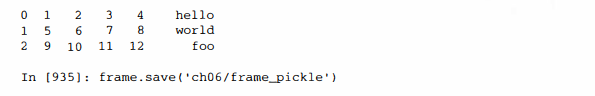 0 1 2 3 4 hello
1 5 6 7 8 world
2 9 10 11 12 foo
In [935]: frame.save('ch06/frame_pickle')